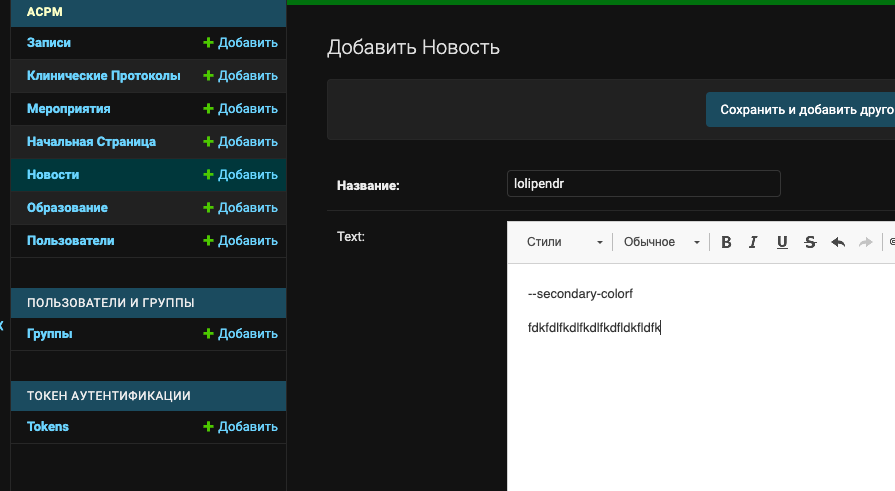 АСРМ
Записи + Добавить
Клинические Протоколы + Добавить
Мероприятия + Добавить
Начальная Страница + Добавить
Новости + Добавить
Образование + Добавить
Пользователи + Добавить
ПОЛЬЗОВАТЕЛИ И ГРУППЫ
Группы + Добавить
ТОКЕН АУТЕНТИФИКАЦИИ
Tokens + Добавить
Добавить Новость
Сохранить и добавить друго
Название: lolipendr
Text:
Стили Обычное B I U S
--secondary-colorf
fdkfdlfkdlfkdlfkdfldkfldfk